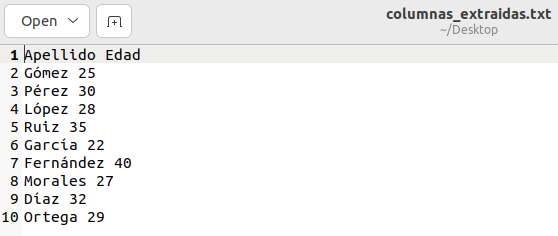 Open
columnas_extraidas.txt
~/Desktop
1 Apellido Edad
2 Gómez 25
3 Pérez 30
4 López 28
5 Ruiz 35
6 García 22
7 Fernández 40
8 Morales 27
9 Díaz 32
10 Ortega 29